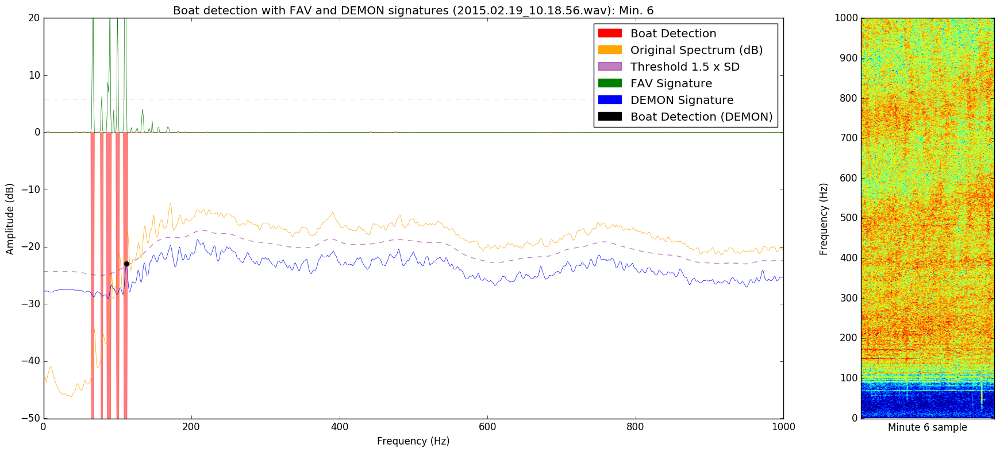 Boat detection with FAV and DEMON signatures (2015.02.19_10.18.56.wav): Min. 6
Amplitude (dB)
20
10
0
−10
−20
−30
−40
−50
Boat Detection
Original Spectrum (dB)
Threshold 1.5 x SD
FAV Signature
DEMON Signature
Boat Detection (DEMON)
0
200
400
600
800
1000
Frequency (Hz)
Frequency (Hz)
1000
900
800
700
600
500
400
300
200
100
0
Minute 6 sample